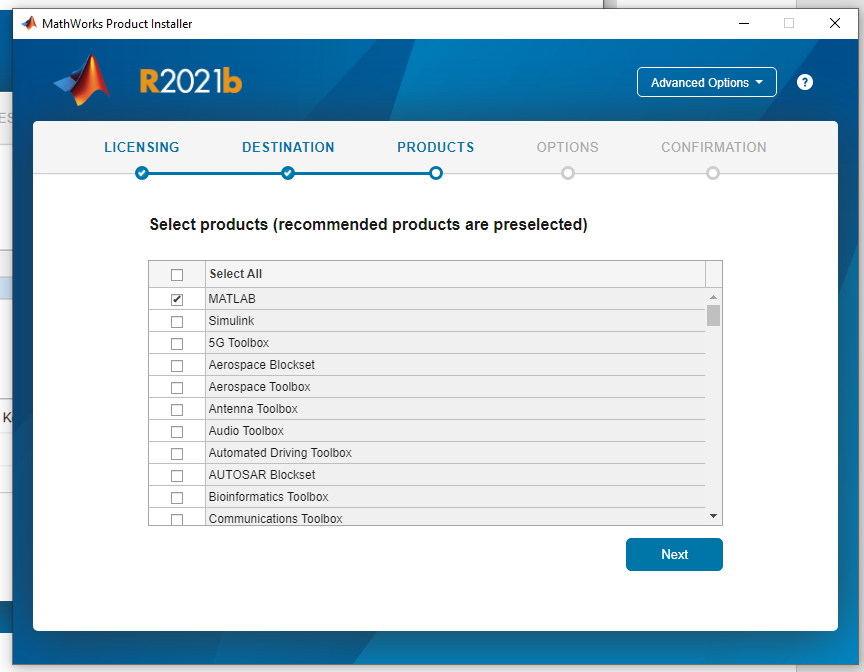 MathWorks Product Installer
R2021b
Advanced Options
?
LICENSING DESTINATION PRODUCTS OPTIONS CONFIRMATION
Select products (recommended products are preselected)
Select All
MATLAB
Simulink
5G Toolbox
Aerospace Blockset
Aerospace Toolbox
Antenna Toolbox
Audio Toolbox
Automated Driving Toolbox
AUTOSAR Blockset
Bioinformatics Toolbox
Communications Toolbox
Next